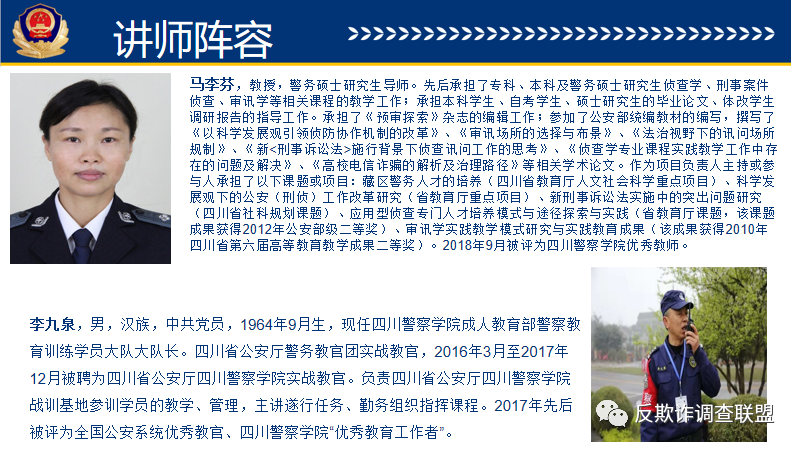 讲师阵容
马李芬，教授，警务硕士研究生导师。先后承担了专科、本科及警务硕士研究生侦查学、刑事案件
侦查、审讯学等相关课程的教学工作；承担本科学生、自考学生、硕士研究生的毕业论文、体改学生
调研报告的指导工作。承担了《预审探索》杂志的编辑工作；参加了公安部统编教材的编写，撰写了
《以科学发展观引领侦防协作机制的改革》、《审讯场所的选择与布景》、《法治视野下的讯问场所
规制》、《新<刑事诉讼法>施行背景下侦查讯问工作的思考》、《侦查学专业课程实践教学工作中存
在的问题及解决》、《高校电信诈骗的解析及治理路径》等相关学术论文。作为项目负责人主持或参
与人承担了以下课题或项目：藏区警务人才的培养（四川省教育厅人文社会科学重点项目）、科学发
展观下的公安（刑侦）工作改革研究（省教育厅重点项目）、新刑事诉讼法实施中的突出问题研究
（四川省社科规划课题）、应用型侦查专门人才培养模式与途径探索与实践（省教育厅课题，该课题
成果获得2012年公安部级二等奖）、审讯学实践教学模式研究与实践教育成果（该成果获得2010年
四川省第六届高等教育教学成果二等奖）。2018年9月被评为四川警察学院优秀教师。
李九泉，男，汉族，中共党员，1964年9月生，现任四川警察学院成人教育部警察教
育训练学员大队大队长。四川省公安厅警务教官团实战教官，2016年3月至2017年
12月被聘为四川省公安厅四川警察学院实战教官。负责四川省公安厅四川警察学院
战训基地参训学员的教学、管理，主讲遂行任务、勤务组织指挥课程。2017年先后
被评为全国公安系统优秀教官、四川警察学院“优秀教育工作者”。
反欺诈调查联盟